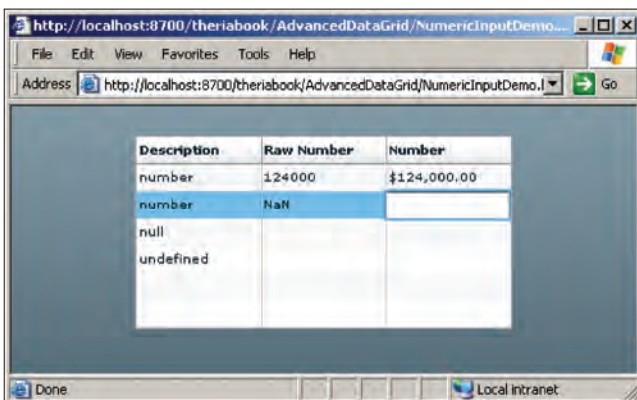 http://localhost:8700/theriabook/AdvancedDataGrid/NumericInputDemo....
File Edit View Favorites Tools Help
Address http://localhost:8700/theriabook/AdvancedDataGrid/NumericInputDemo.l Go
Description Raw Number Number
number 124000 $124,000.00
number NaN
null
undefined
Done Local intranet